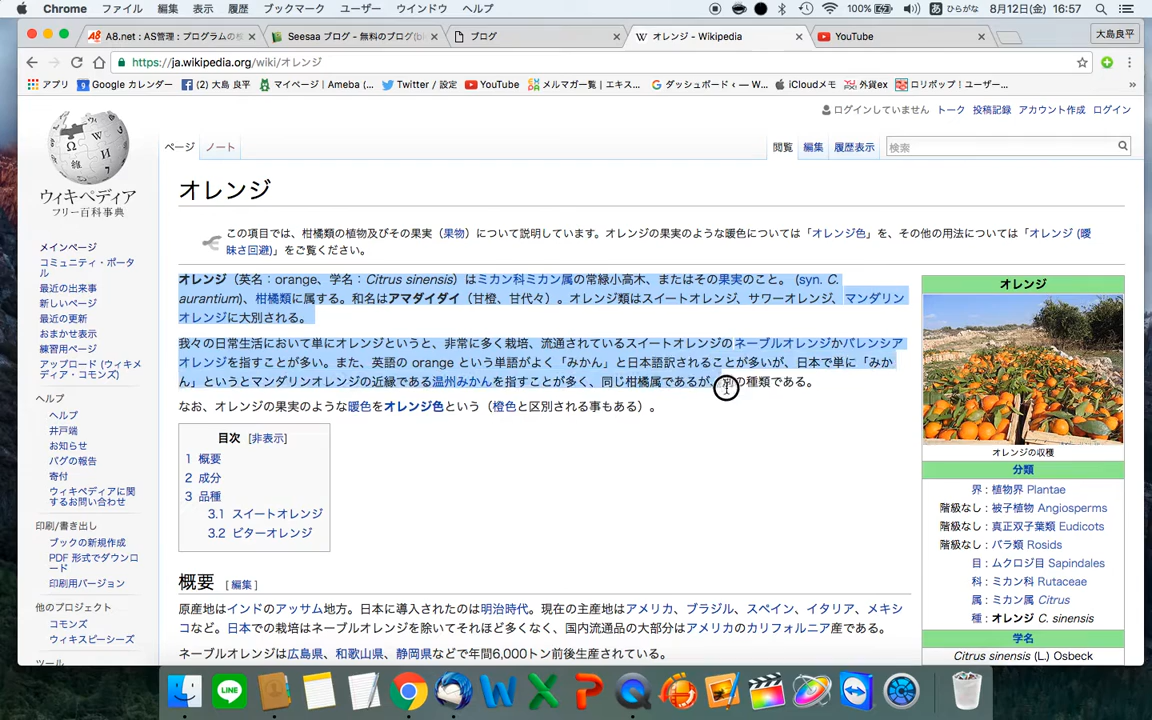 Chrome ファイル 編集 表示 履歴 ブックマーク ユーザー ウインドウ ヘルプ 100% あ ひらがな 8月12日(金) 16:57
A8.net：AS管理：プログラムの
Seesaa ブログ - 無料のブログ(bl
ブログ
オレンジ - Wikipedia
YouTube
大島良平
https://ja.wikipedia.org/wiki/オレンジ
アプリ Google カレンダー (2) 大島 良平 マイページ | Ameba (... Twitter / 設定 YouTube メルマガ一覧 | エキス... ダッシュボード ‹ — W... iCloudメモ 外貨ex ロリポップ！ユーザー... »
ログインしていません トーク 投稿記録 アカウント作成 ログイン
ページ ノート 閲覧 編集 履歴表示 検索
ウィキペディア
フリー百科事典
メインページ
コミュニティ・ポータ
ル
最近の出来事
新しいページ
最近の更新
おまかせ表示
練習用ページ
アップロード (ウィキメ
ディア・コモンズ)
ヘルプ
ヘルプ
井戸端
お知らせ
バグの報告
寄付
ウィキペディアに関
するお問い合わせ
印刷/書き出し
ブックの新規作成
PDF 形式でダウンロ
ード
印刷用バージョン
他のプロジェクト
コモンズ
ウィキスピーシーズ
ツール
オレンジ
この項目では、柑橘類の植物及びその果実（果物）について説明しています。オレンジの果実のような暖色については「オレンジ色」を、その他の用法については「オレンジ (曖
昧さ回避)」をご覧ください。
オレンジ（英名：orange、学名：Citrus sinensis）はミカン科ミカン属の常緑小高木、またはその果実のこと。 (syn. C.
aurantium)、柑橘類に属する。和名はアマダイダイ（甘橙、甘代々）。オレンジ類はスイートオレンジ、サワーオレンジ、マンダリン
オレンジに大別される。
我々の日常生活において単にオレンジというと、非常に多く栽培、流通されているスイートオレンジのネーブルオレンジかバレンシア
オレンジを指すことが多い。また、英語の orange という単語がよく「みかん」と日本語訳されることが多いが、日本で単に「みか
ん」というとマンダリンオレンジの近縁である温州みかんを指すことが多く、同じ柑橘属であるが、別の種類である。
なお、オレンジの果実のような暖色をオレンジ色という（橙色と区別される事もある）。
目次 [非表示]
1 概要
2 成分
3 品種
3.1 スイートオレンジ
3.2 ビターオレンジ
概要 [編集]
原産地はインドのアッサム地方。日本に導入されたのは明治時代。現在の主産地はアメリカ、ブラジル、スペイン、イタリア、メキシ
コなど。日本での栽培はネーブルオレンジを除いてそれほど多くなく、国内流通品の大部分はアメリカのカリフォルニア産である。
ネーブルオレンジは広島県、和歌山県、静岡県などで年間6,000トン前後生産されている。
オレンジ
オレンジの収穫
分類
界：植物界 Plantae
階級なし：被子植物 Angiosperms
階級なし：真正双子葉類 Eudicots
階級なし：バラ類 Rosids
目：ムクロジ目 Sapindales
科：ミカン科 Rutaceae
属：ミカン属 Citrus
種：オレンジ C. sinensis
学名
Citrus sinensis (L.) Osbeck
LINE